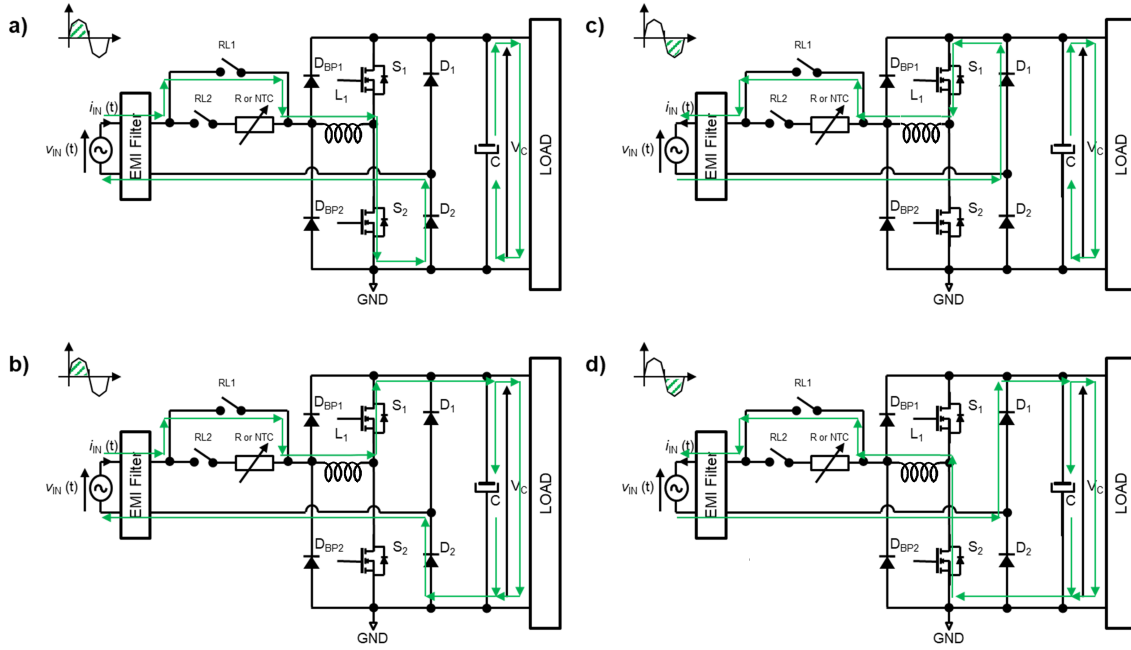 a)
RL1
D_BP1
S_1
D_1
L_1
i_IN (t)
RL2
R or NTC
v_IN (t)
EMI Filter
C
V_C
LOAD
D_BP2
S_2
D_2
GND
c)
RL1
D_BP1
S_1
D_1
L_1
i_IN (t)
RL2
R or NTC
v_IN (t)
EMI Filter
C
V_C
LOAD
D_BP2
S_2
D_2
GND
b)
RL1
D_BP1
S_1
D_1
L_1
i_IN (t)
RL2
R or NTC
v_IN (t)
EMI Filter
C
V_C
LOAD
D_BP2
S_2
D_2
GND
d)
RL1
D_BP1
S_1
D_1
L_1
i_IN (t)
RL2
R or NTC
v_IN (t)
EMI Filter
C
V_C
LOAD
D_BP2
S_2
D_2
GND